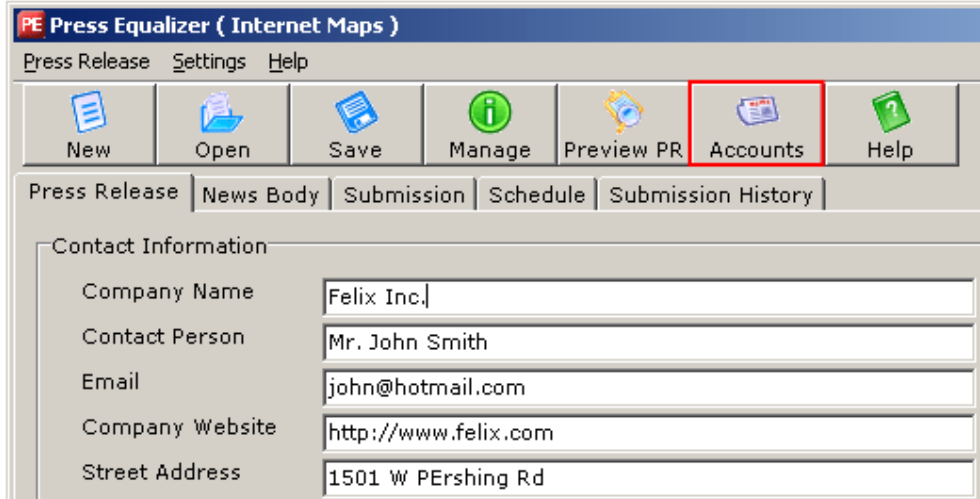 PE Press Equalizer ( Internet Maps )
Press Release Settings Help
New Open Save Manage Preview PR Accounts Help
Press Release News Body Submission Schedule Submission History
Contact Information
Company Name Felix Inc.
Contact Person Mr. John Smith
Email john@hotmail.com
Company Website http://www.felix.com
Street Address 1501 W PErshing Rd